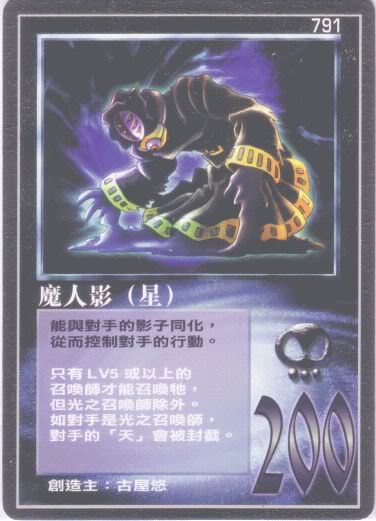 791
魔人影（星）
能與對手的影子同化，
從而控制對手的行動。
只有LV5或以上的
召喚師才能召喚牠，
但光之召喚師除外。
如對手是光之召喚師，
對手的「天」會被封截。
200
創造主：古屋悠